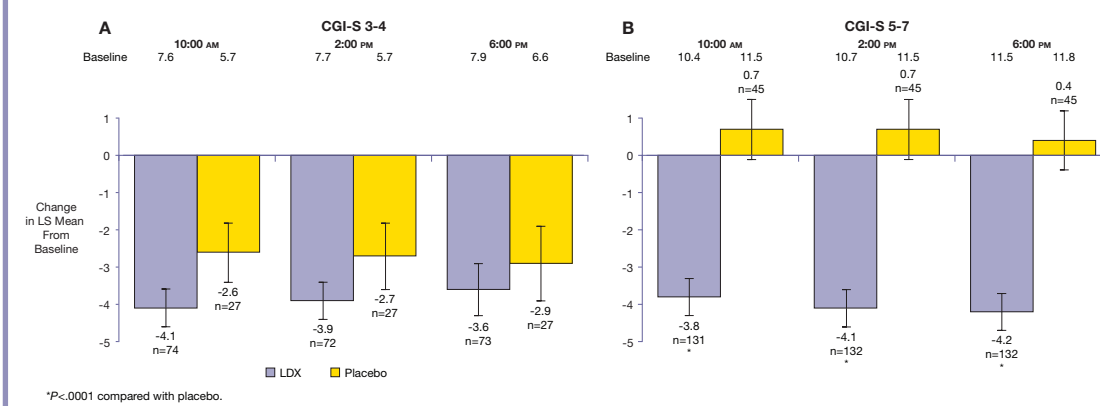 A
CGI-S 3-4
10:00 AM
2:00 PM
6:00 PM
Baseline 7.6 5.7 7.7 5.7 7.9 6.6
1
0
-1
-2
-3
-4
-5
Change
in LS Mean
From
Baseline
-4.1
n=74
-2.6
n=27
-3.9
n=72
-2.7
n=27
-3.6
n=73
-2.9
n=27
B
CGI-S 5-7
10:00 AM
2:00 PM
6:00 PM
Baseline 10.4 11.5 10.7 11.5 11.5 11.8
1
0
-1
-2
-3
-4
-5
-3.8
n=131
*
0.7
n=45
-4.1
n=132
*
0.7
n=45
-4.2
n=132
*
0.4
n=45
LDX Placebo
*P<.0001 compared with placebo.